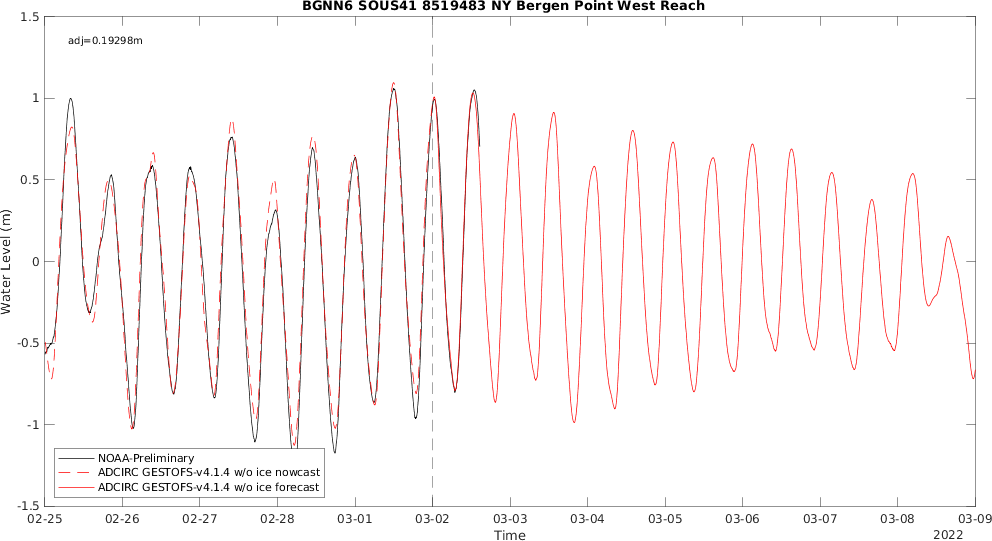 BGNN6 SOUS41 8519483 NY Bergen Point West Reach
adj=0.19298m
1.5
1
0.5
0
-0.5
-1
-1.5
Water Level (m)
NOAA-Preliminary
ADCIRC GESTOFS-v4.1.4 w/o ice nowcast
ADCIRC GESTOFS-v4.1.4 w/o ice forecast
02-25 02-26 02-27 02-28 03-01 03-02 03-03 03-04 03-05 03-06 03-07 03-08 03-09
Time
2022